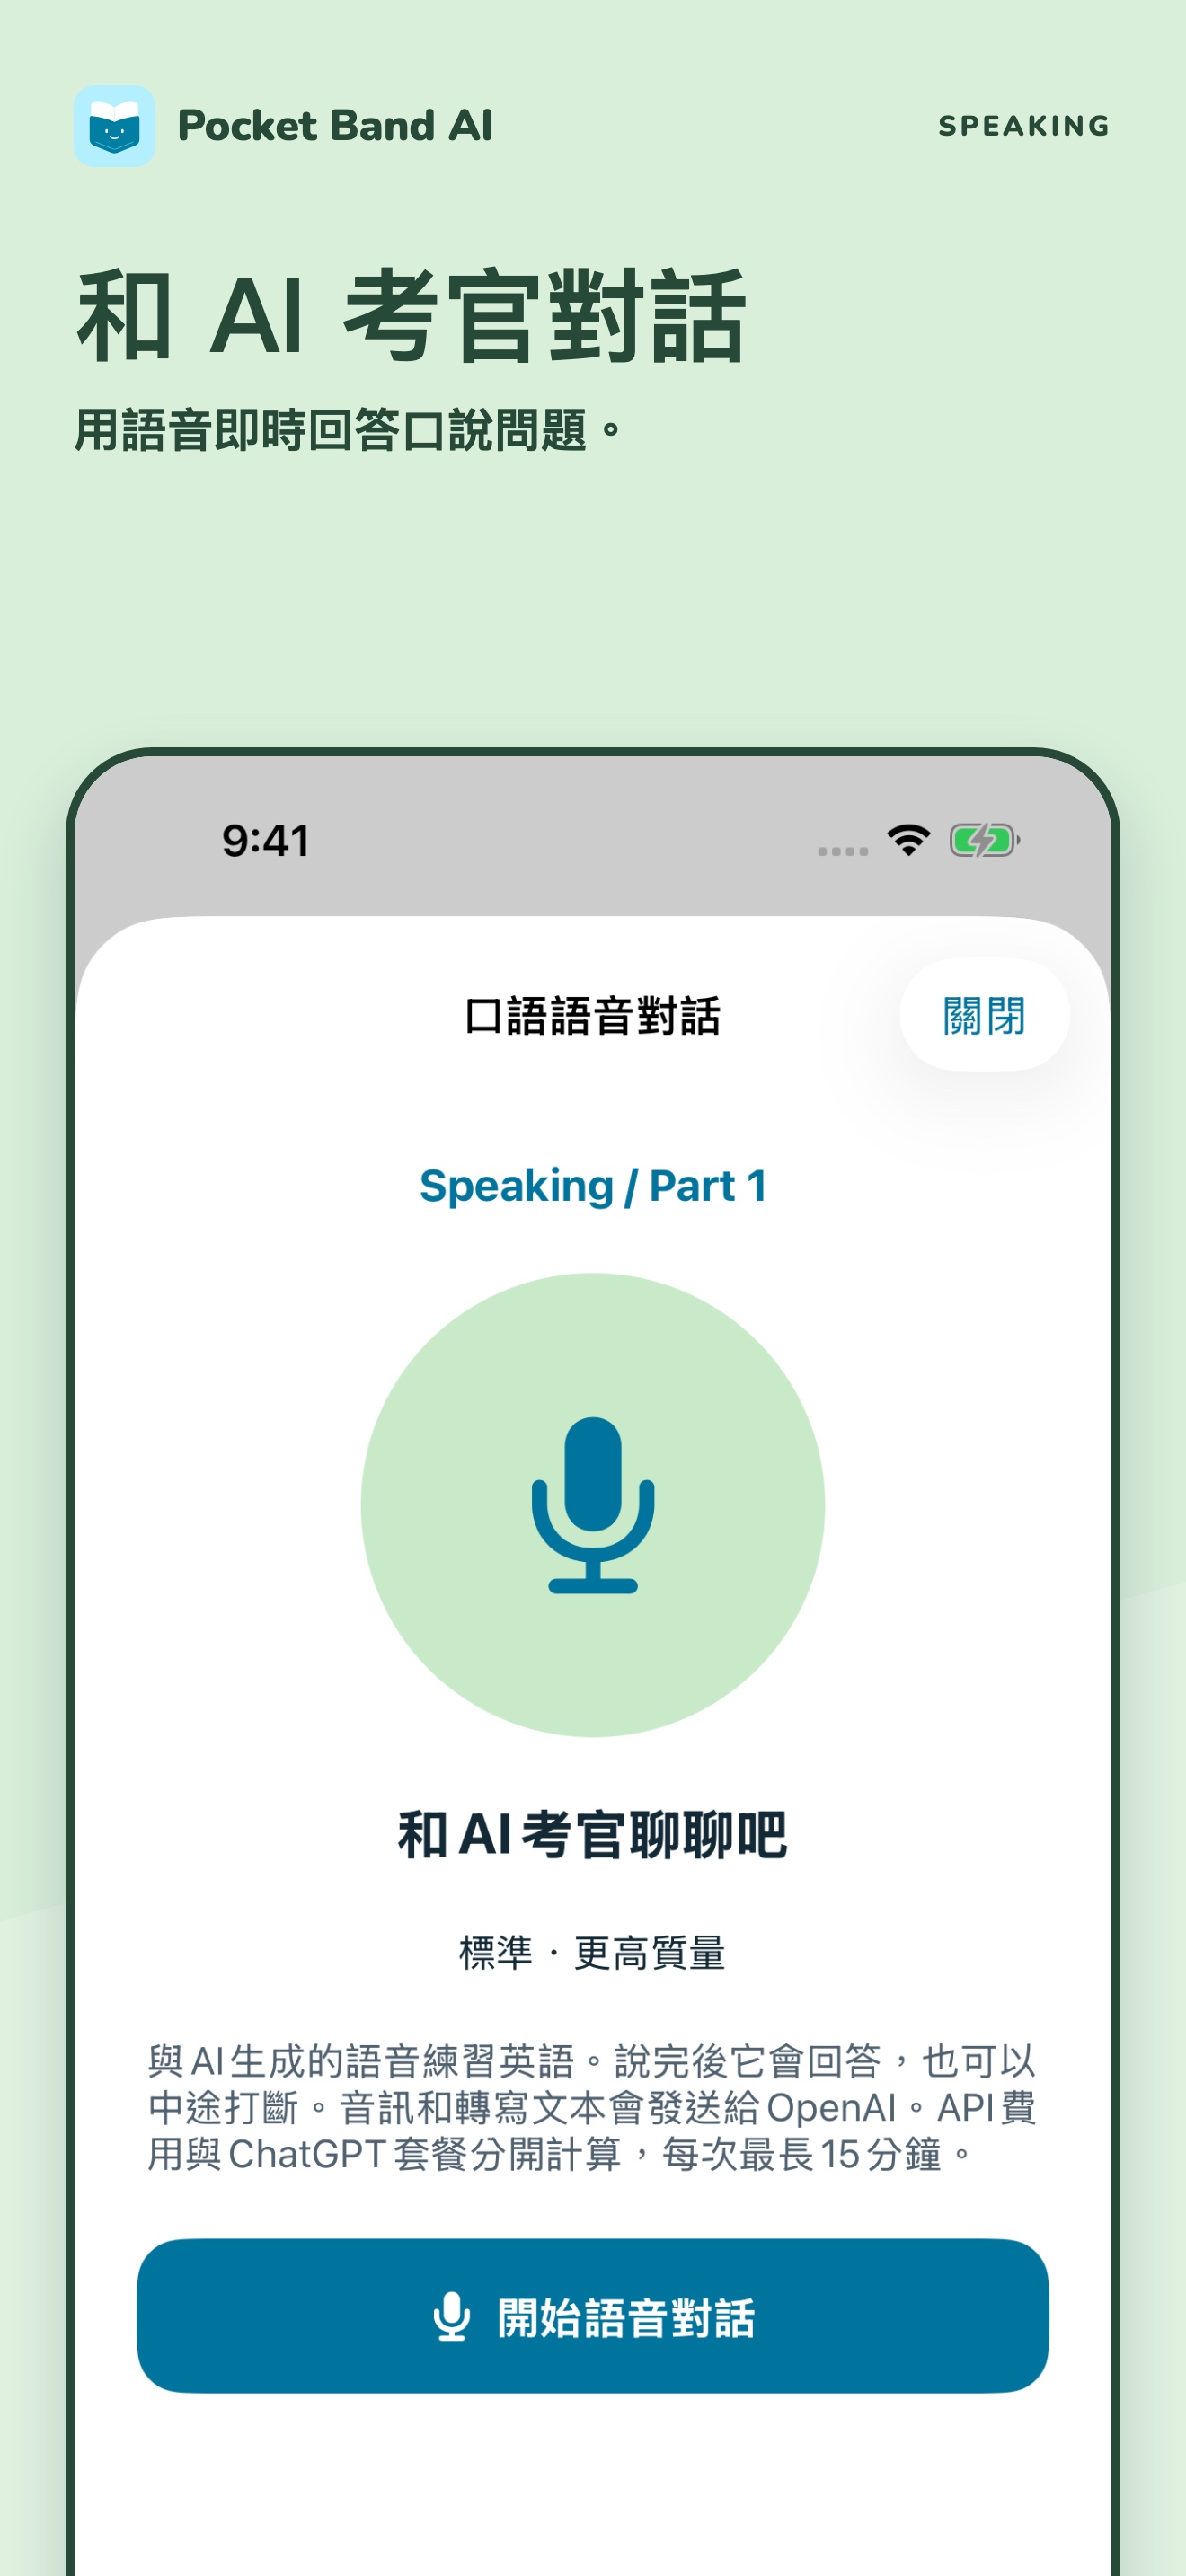 Pocket Band AI
SPEAKING
和 AI 考官對話
用語音即時回答口說問題。
9:41
口語語音對話
關閉
Speaking / Part 1
和 AI 考官聊聊吧
標準 · 更高質量
與 AI 生成的語音練習英語。說完後它會回答，也可以
中途打斷。音訊和轉寫文本會發送給 OpenAI。API 費
用與 ChatGPT 套餐分開計算，每次最長 15 分鐘。
開始語音對話